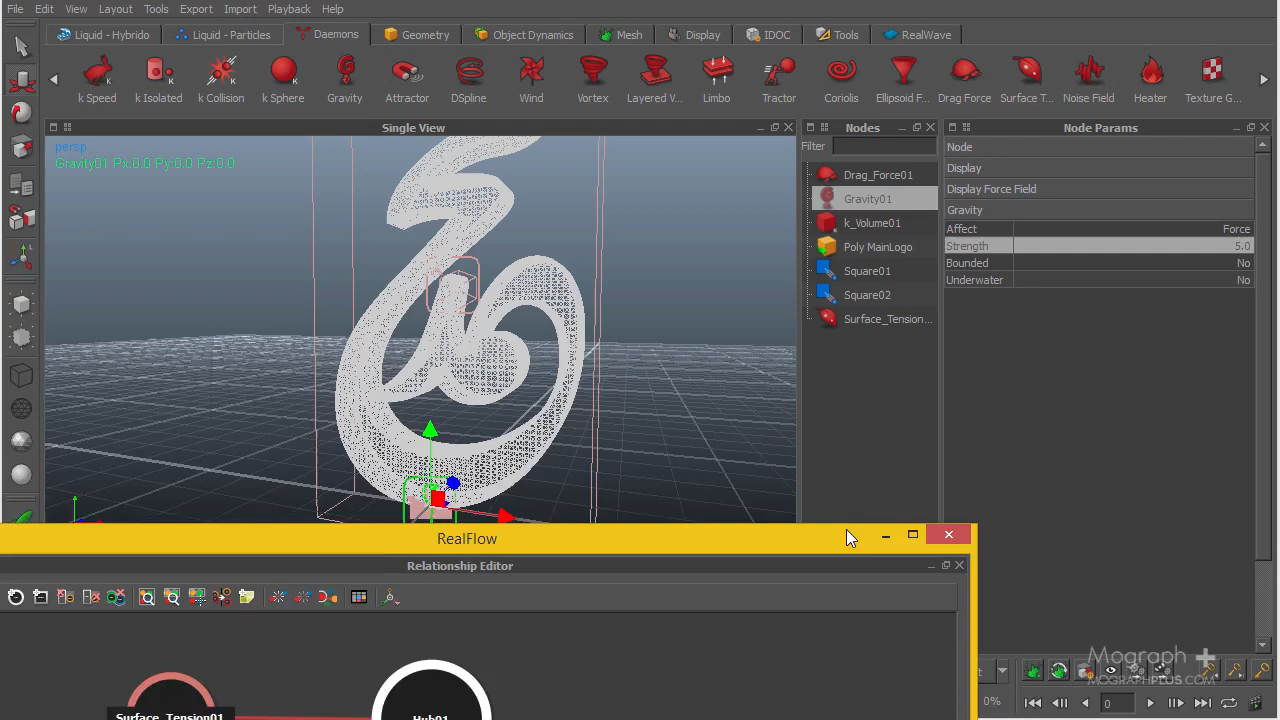 File Edit View Layout Tools Export Import Playback Help
Liquid - Hybrido Liquid - Particles Daemons Geometry Object Dynamics Mesh Display IDOC Tools RealWave
k Speed k Isolated k Collision k Sphere Gravity Attractor DSpline Wind Vortex Layered V... Limbo Tractor Coriolis Ellipsoid F... Drag Force Surface T... Noise Field Heater Texture G...
Single View
Nodes
Node Params
persp
Gravity01 Px:0.0 Py:0.0 Pz:0.0
Filter
Drag_Force01
Gravity01
k_Volume01
Poly MainLogo
Square01
Square02
Surface_Tension...
Node
Display
Display Force Field
Gravity
Affect Force
Strength 5.0
Bounded No
Underwater No
RealFlow
Relationship Editor
Surface_Tension01
Hub01
Mograph
MOGRAPHPLUS.COM
0%
0